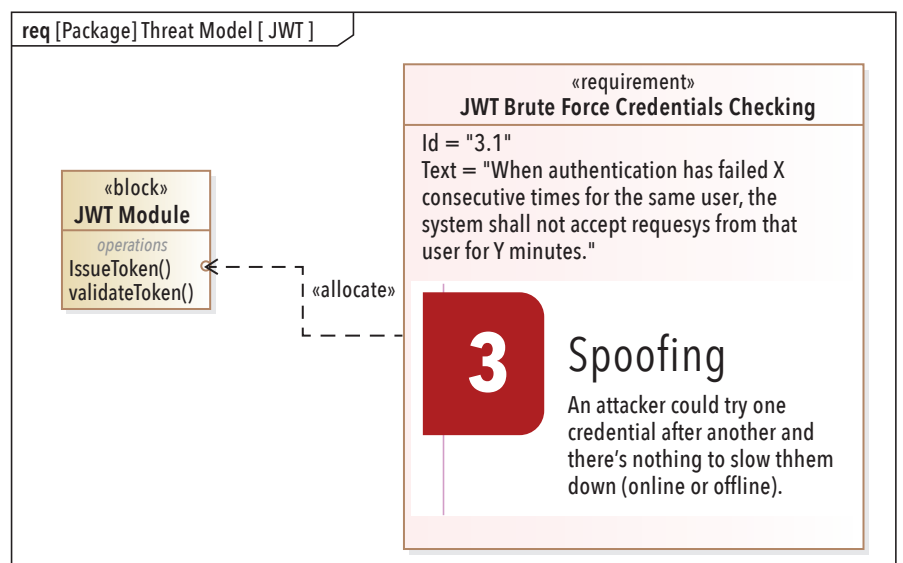 req [Package] Threat Model [ JWT ]
«requirement»
JWT Brute Force Credentials Checking
Id = "3.1"
Text = "When authentication has failed X
consecutive times for the same user, the
system shall not accept requesys from that
user for Y minutes."
«block»
JWT Module
operations
IssueToken()
validateToken()
«allocate»
3
Spoofing
An attacker could try one
credential after another and
there's nothing to slow thhem
down (online or offline).